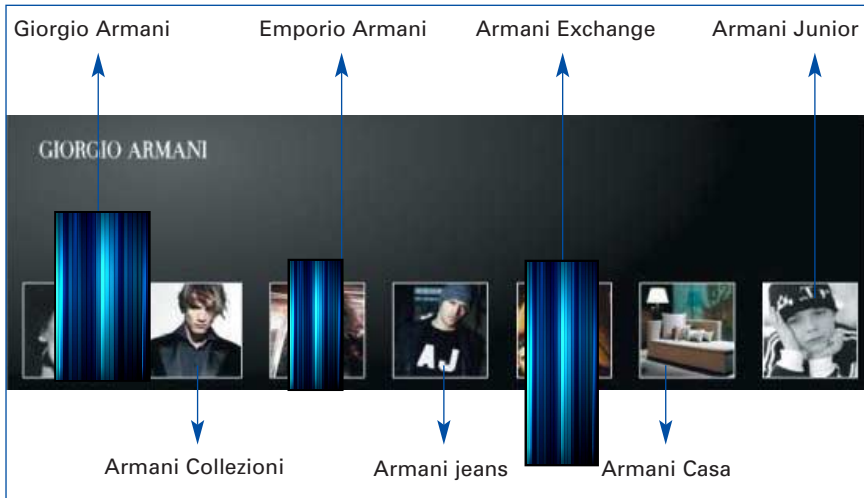 Giorgio Armani
Emporio Armani
Armani Exchange
Armani Junior
GIORGIO ARMANI
AJ
Armani Collezioni
Armani jeans
Armani Casa